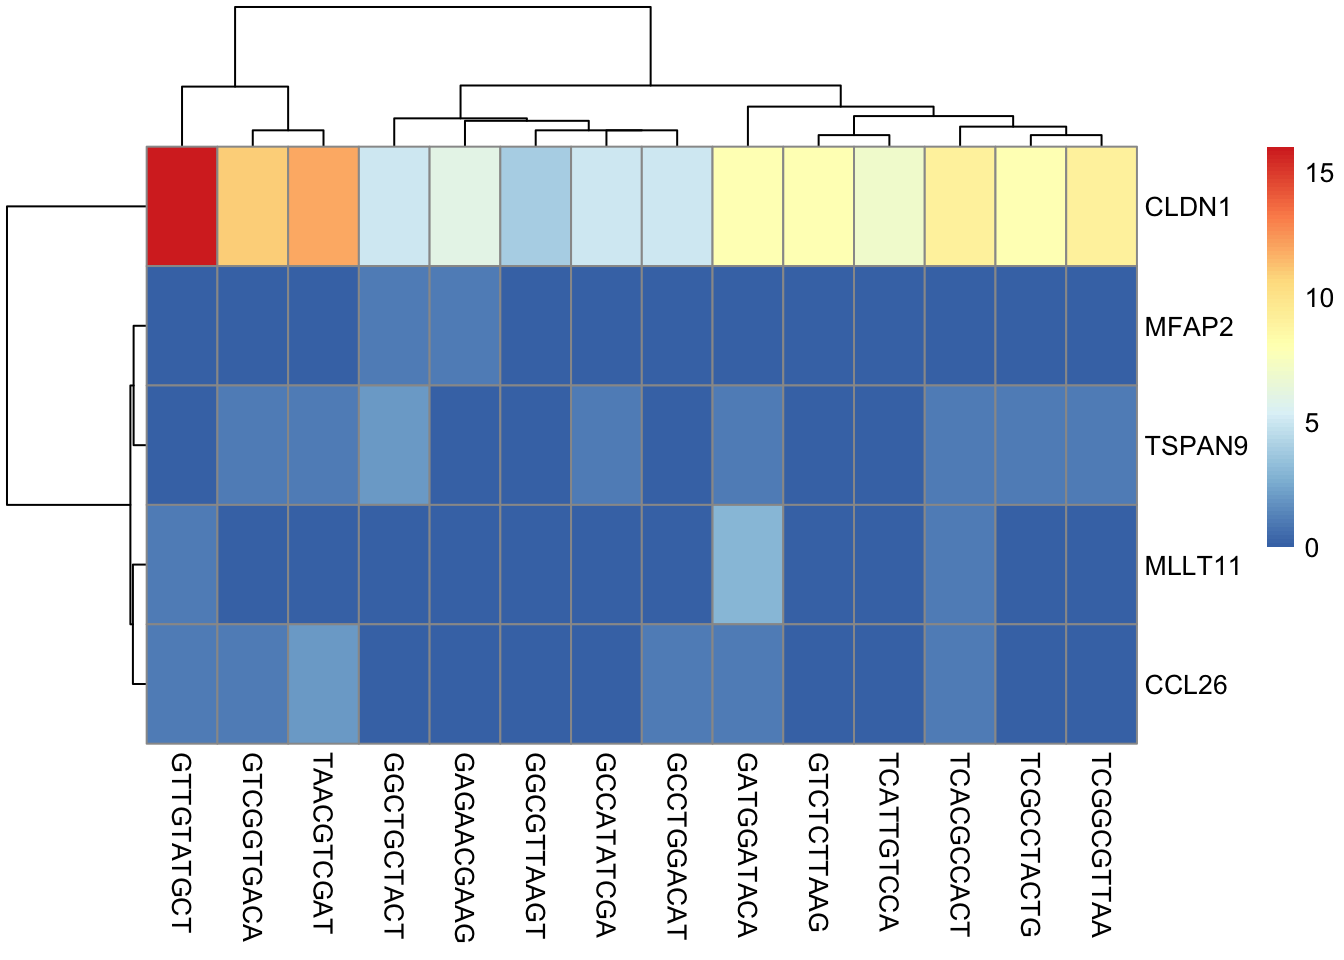 CLDN1
MFAP2
TSPAN9
MLLT11
CCL26
15
10
5
0
GTTGTATGCT
GTCGGTGACA
TAACGTCGAT
GGCTGCTACT
GAGAACGAAG
GGCGTTAAGT
GCCATATCGA
GCCTGGACAT
GATGGATACA
GTCTCTTAAG
TCATTGTCCA
TCACGCCACT
TCGCCTACTG
TCGGCGTTAA